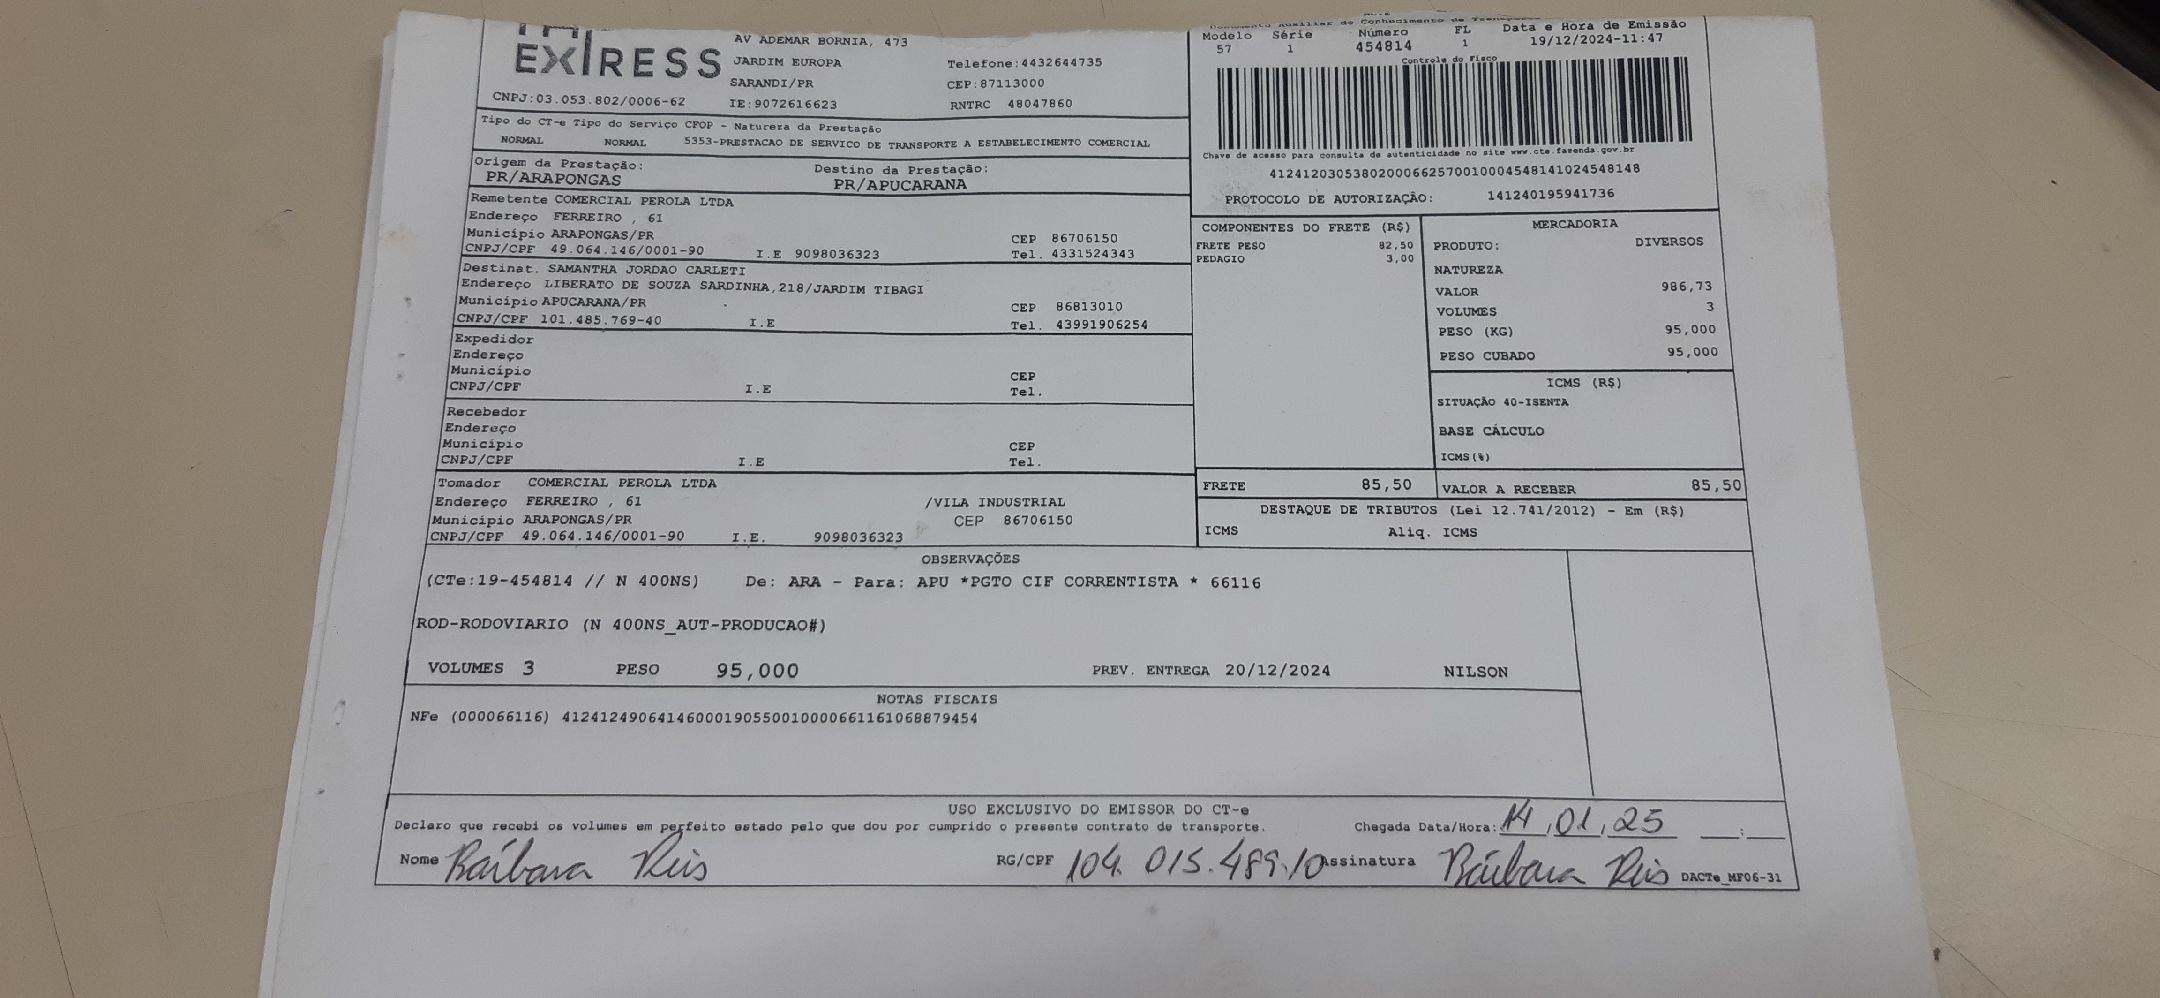 EXPRESS
AV ADEMAR BORNIA, 473
JARDIM EUROPA
Telefone:4432644735
SARANDI/PR
CEP:87113000
CNPJ:03.053.802/0006-62
IE:9072616623
RNTRC 48047860
Documento Auxiliar do Conhecimento de Transporte
Modelo Série Número FL Data e Hora de Emissão
57 1 454814 1 19/12/2024-11:47
Controle do Fisco
Chave de acesso para consulta de autenticidade no site www.cte.fazenda.gov.br
41241203053802000662570010004548141024548148
PROTOCOLO DE AUTORIZAÇÃO: 141240195941736
Tipo do CT-e Tipo do Serviço CFOP - Natureza da Prestação
NORMAL NORMAL 5353-PRESTACAO DE SERVICO DE TRANSPORTE A ESTABELECIMENTO COMERCIAL
Origem da Prestação: Destino da Prestação:
PR/ARAPONGAS PR/APUCARANA
Remetente COMERCIAL PEROLA LTDA
Endereço FERREIRO , 61
Município ARAPONGAS/PR CEP 86706150
CNPJ/CPF 49.064.146/0001-90 I.E 9098036323 Tel. 4331524343
Destinat. SAMANTHA JORDAO CARLETI
Endereço LIBERATO DE SOUZA SARDINHA,218/JARDIM TIBAGI
Município APUCARANA/PR CEP 86813010
CNPJ/CPF 101.485.769-40 I.E Tel. 43991906254
Expedidor
Endereço
Município CEP
CNPJ/CPF I.E Tel.
Recebedor
Endereço
Município CEP
CNPJ/CPF I.E Tel.
Tomador COMERCIAL PEROLA LTDA
Endereço FERREIRO , 61 /VILA INDUSTRIAL
Município ARAPONGAS/PR CEP 86706150
CNPJ/CPF 49.064.146/0001-90 I.E. 9098036323
COMPONENTES DO FRETE (R$)
FRETE PESO 82,50
PEDAGIO 3,00
MERCADORIA
PRODUTO: DIVERSOS
NATUREZA
VALOR 986,73
VOLUMES 3
PESO (KG) 95,000
PESO CUBADO 95,000
ICMS (R$)
SITUAÇÃO 40-ISENTA
BASE CÁLCULO
ICMS(%)
FRETE 85,50 VALOR A RECEBER 85,50
DESTAQUE DE TRIBUTOS (Lei 12.741/2012) - Em (R$)
ICMS Aliq. ICMS
OBSERVAÇÕES
(CTe:19-454814 // N 400NS) De: ARA - Para: APU *PGTO CIF CORRENTISTA * 66116
ROD-RODOVIARIO (N 400NS_AUT-PRODUCAO#)
VOLUMES 3 PESO 95,000 PREV. ENTREGA 20/12/2024 NILSON
NOTAS FISCAIS
NFe (000066116) 41241249064146000190550010000661161068879454
USO EXCLUSIVO DO EMISSOR DO CT-e
Declaro que recebi os volumes em perfeito estado pelo que dou por cumprido o presente contrato de transporte. Chegada Data/Hora: 14,01,25 __:__
Nome Bárbara Reis RG/CPF 104.015.489.10 Assinatura Bárbara Reis DACTe_MF06-31